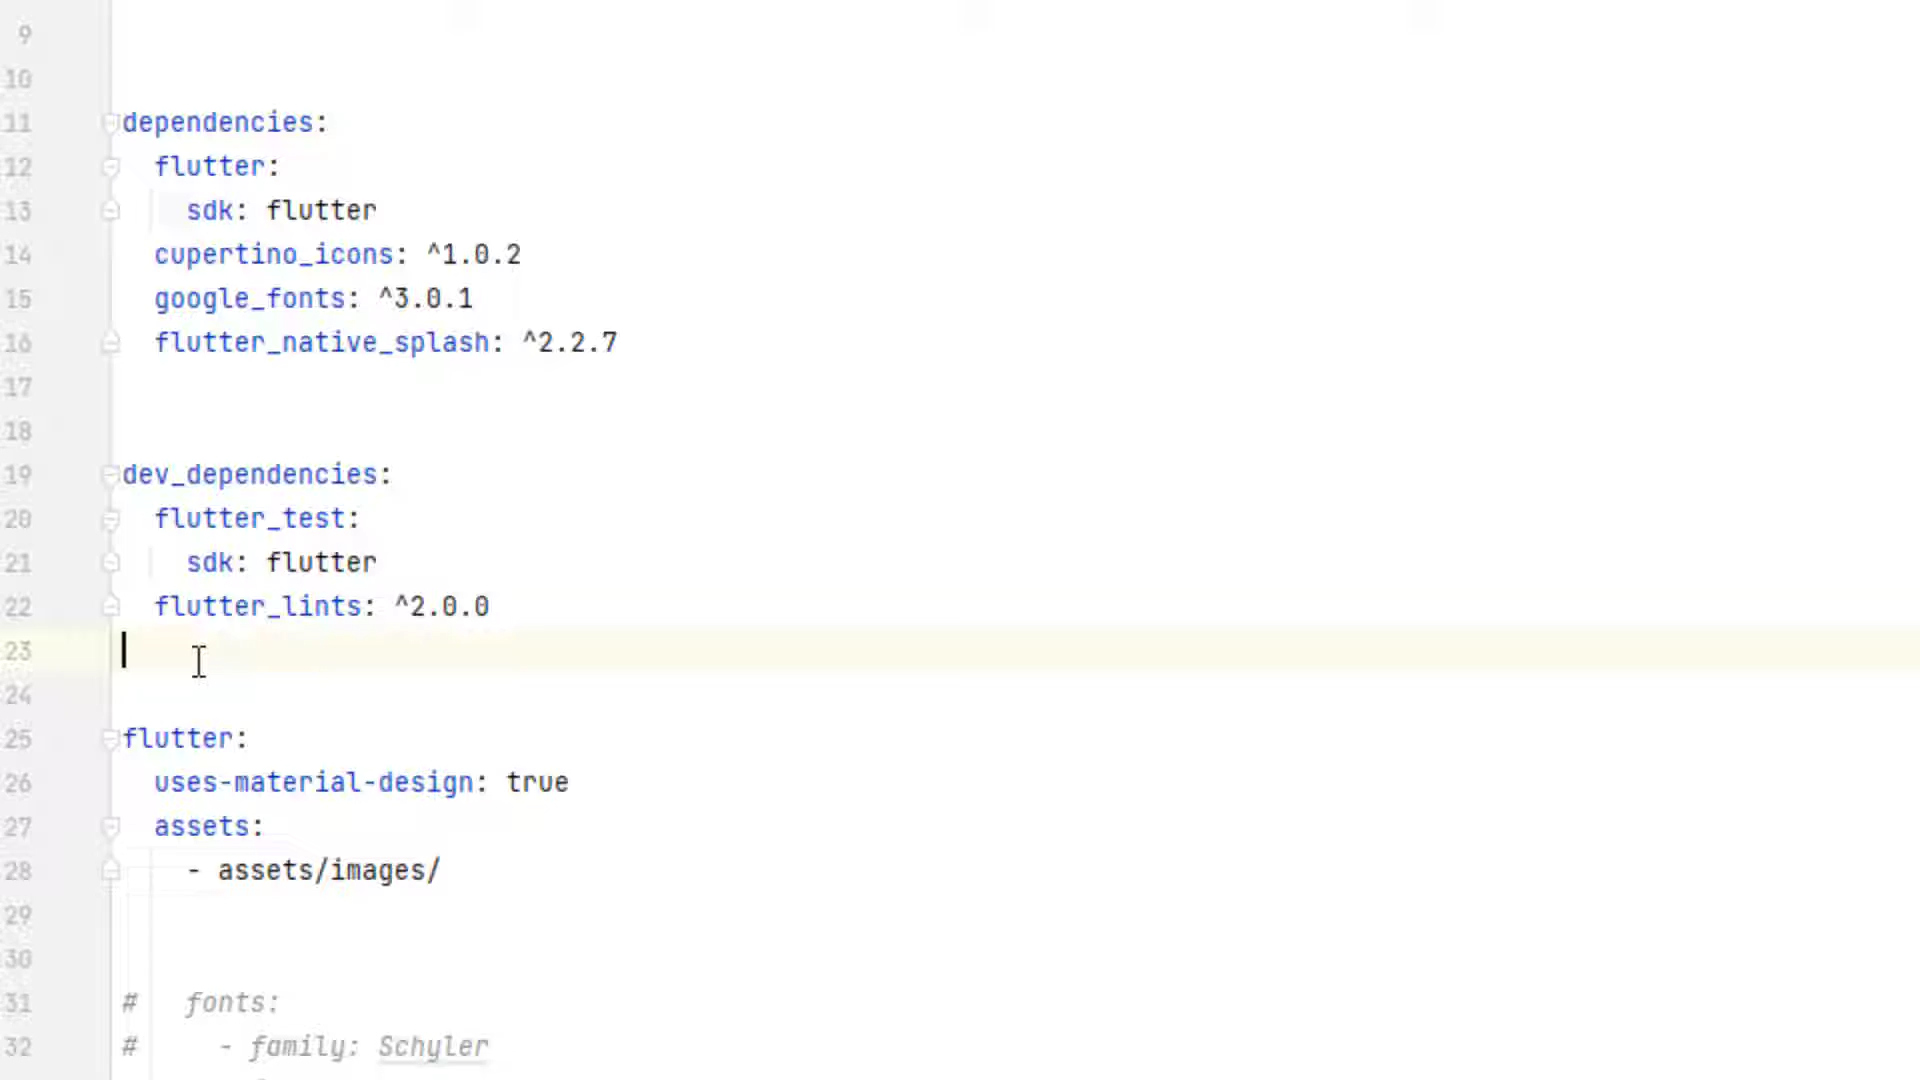 9
10
11 dependencies:
12 flutter:
13 sdk: flutter
14 cupertino_icons: ^1.0.2
15 google_fonts: ^3.0.1
16 flutter_native_splash: ^2.2.7
17
18
19 dev_dependencies:
20 flutter_test:
21 sdk: flutter
22 flutter_lints: ^2.0.0
23
24
25 flutter:
26 uses-material-design: true
27 assets:
28 - assets/images/
29
30
31 # fonts:
32 # - family: Schyler